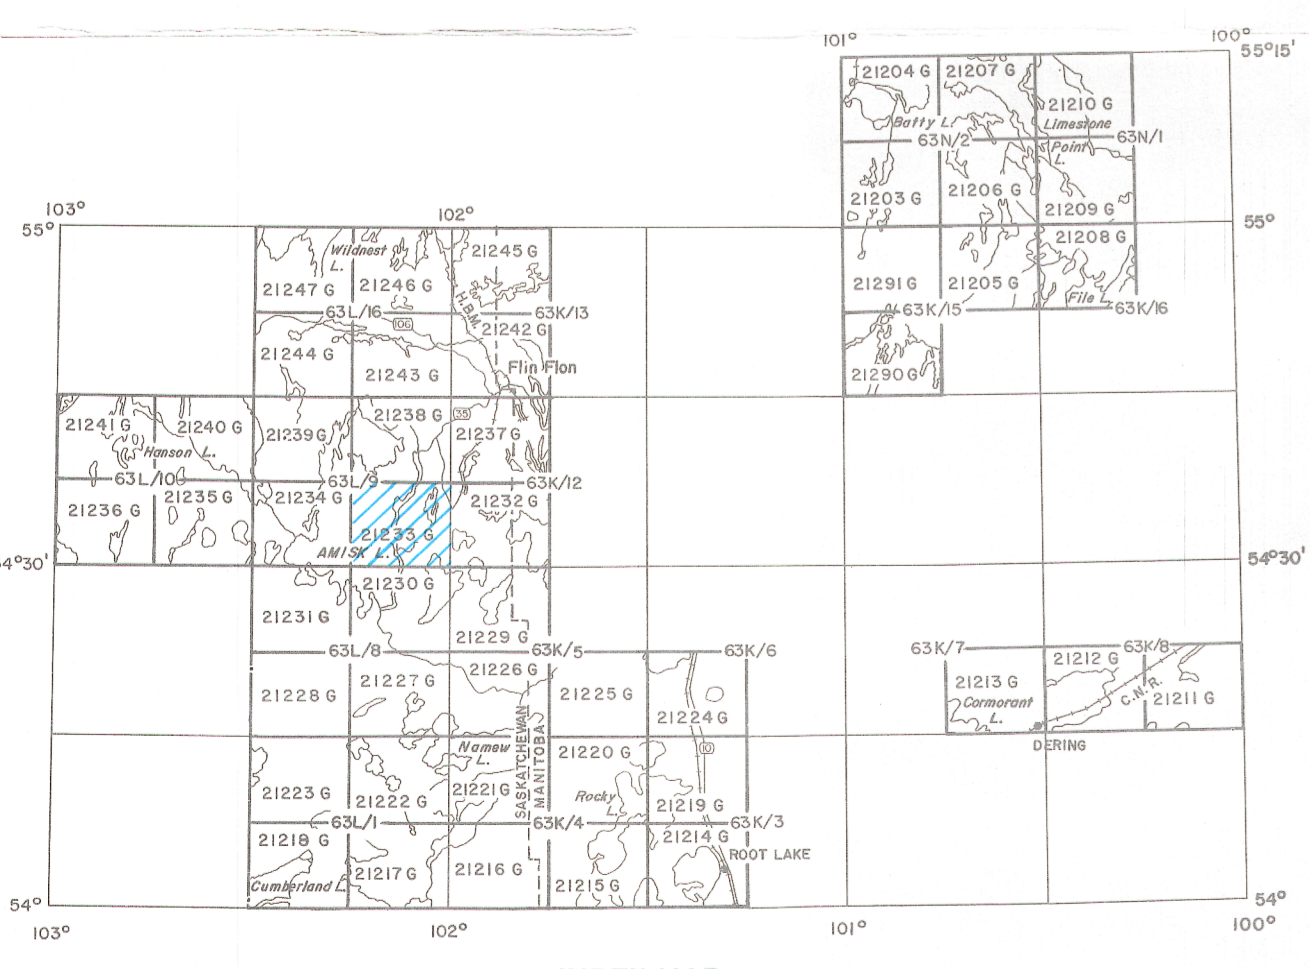 101°
100°
55°15'
21204 G
21207 G
21210 G
Batty L.
Limestone
63N/2
63N/1
Point
L.
21203 G
21206 G
21209 G
103°
102°
55°
55°
21208 G
Wildnest
L.
21245 G
21247 G
21246 G
21291 G
21205 G
File L.
63L/16
63K/13
63K/15
63K/16
H.B.M.
106
21242 G
21244 G
21243 G
Flin Flon
21290 G
21241 G
21240 G
21239 G
21238 G
35
21237 G
Hanson L.
63L/10
63L/9
63K/12
21236 G
21235 G
21234 G
21232 G
21233 G
AMISK L.
54°30'
21230 G
21231 G
21229 G
63L/8
63K/5
63K/6
63K/7
63K/8
21228 G
21227 G
21226 G
21225 G
21224 G
21213 G
21212 G
21211 G
Cormorant
L.
C.N.R.
DERING
SASKATCHEWAN
MANITOBA
Namew
L.
21220 G
10
21223 G
21222 G
21221 G
Rocky
L.
21219 G
63L/1
63K/4
63K/3
21218 G
21214 G
ROOT LAKE
21217 G
21216 G
21215 G
Cumberland L.
54°
54°
103°
102°
101°
100°